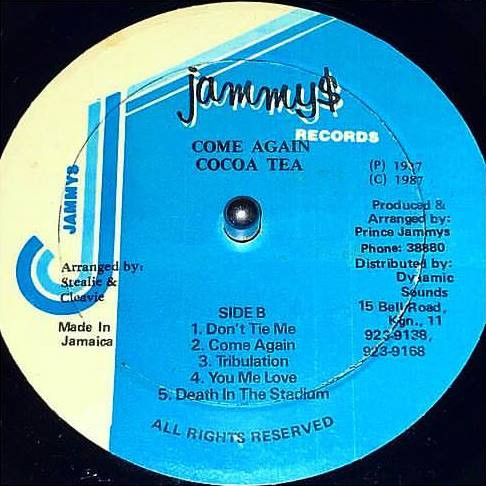 jammy$
RECORDS
COME AGAIN
COCOA TEA
(P) 1987
(C) 1987
JAMMYS
Produced &
Arranged by:
Prince Jammys
Phone: 38880
Distributed by:
Dynamic
Sounds
15 Bell Road,
Kgn., 11
923-9138,
923-9168
Arranged by:
Stealie &
Cleavie
Made In
Jamaica
SIDE B
1. Don't Tie Me
2. Come Again
3. Tribulation
4. You Me Love
5. Death In The Stadium
ALL RIGHTS RESERVED